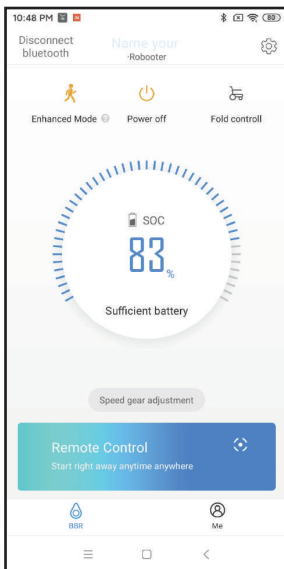 10:48 PM
80
Disconnect
bluetooth
Name your
-Robooter
Enhanced Mode ?
Power off
Fold controll
SOC
83%
Sufficient battery
Speed gear adjustment
Remote Control
Start right away anytime anywhere
BBR
Me